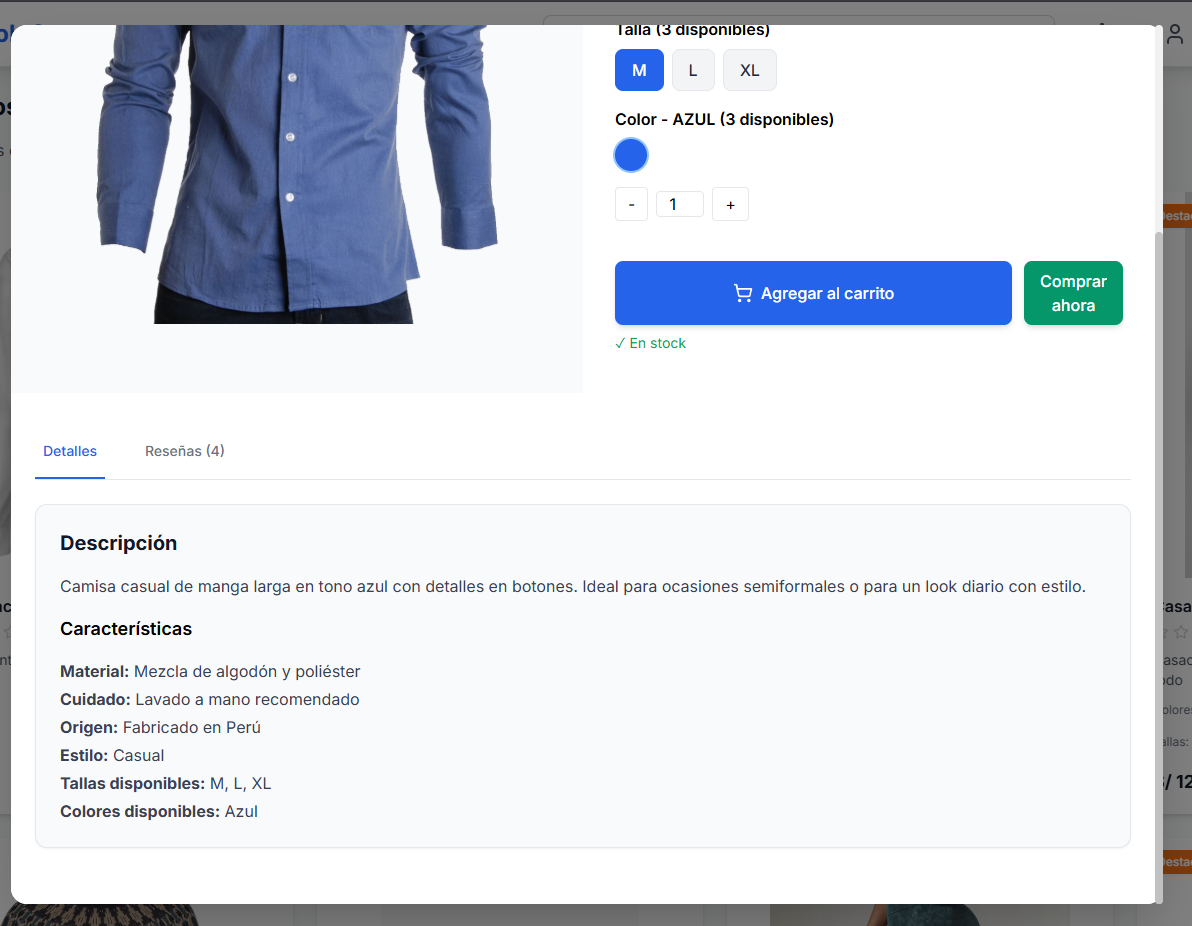 Talla (3 disponibles)
M
L
XL
Color - AZUL (3 disponibles)
-
1
+
Agregar al carrito
Comprar
ahora
✓ En stock
Detalles
Reseñas (4)
Descripción
Camisa casual de manga larga en tono azul con detalles en botones. Ideal para ocasiones semiformales o para un look diario con estilo.
Características
Material: Mezcla de algodón y poliéster
Cuidado: Lavado a mano recomendado
Origen: Fabricado en Perú
Estilo: Casual
Tallas disponibles: M, L, XL
Colores disponibles: Azul